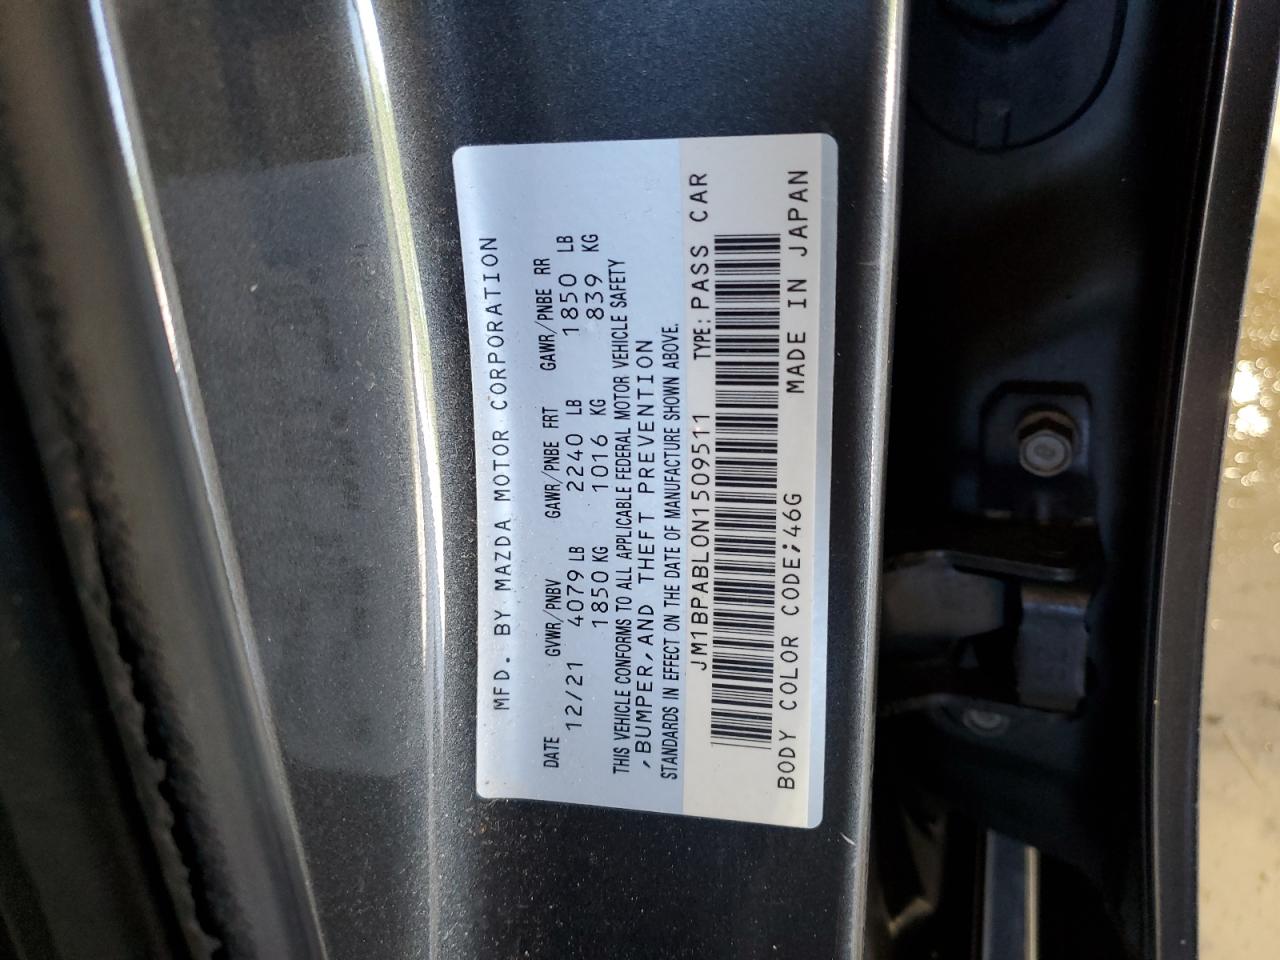 MFD. BY MAZDA MOTOR CORPORATION
DATE GVWR/PNBV GAWR/PNBE FRT GAWR/PNBE RR
12/21 4079 LB 2240 LB 1850 LB
1850 KG 1016 KG 839 KG
THIS VEHICLE CONFORMS TO ALL APPLICABLE FEDERAL MOTOR VEHICLE SAFETY
,BUMPER,AND THEFT PREVENTION
STANDARDS IN EFFECT ON THE DATE OF MANUFACTURE SHOWN ABOVE.
JM1BPABL0N1509511 TYPE: PASS CAR
BODY COLOR CODE;46G MADE IN JAPAN